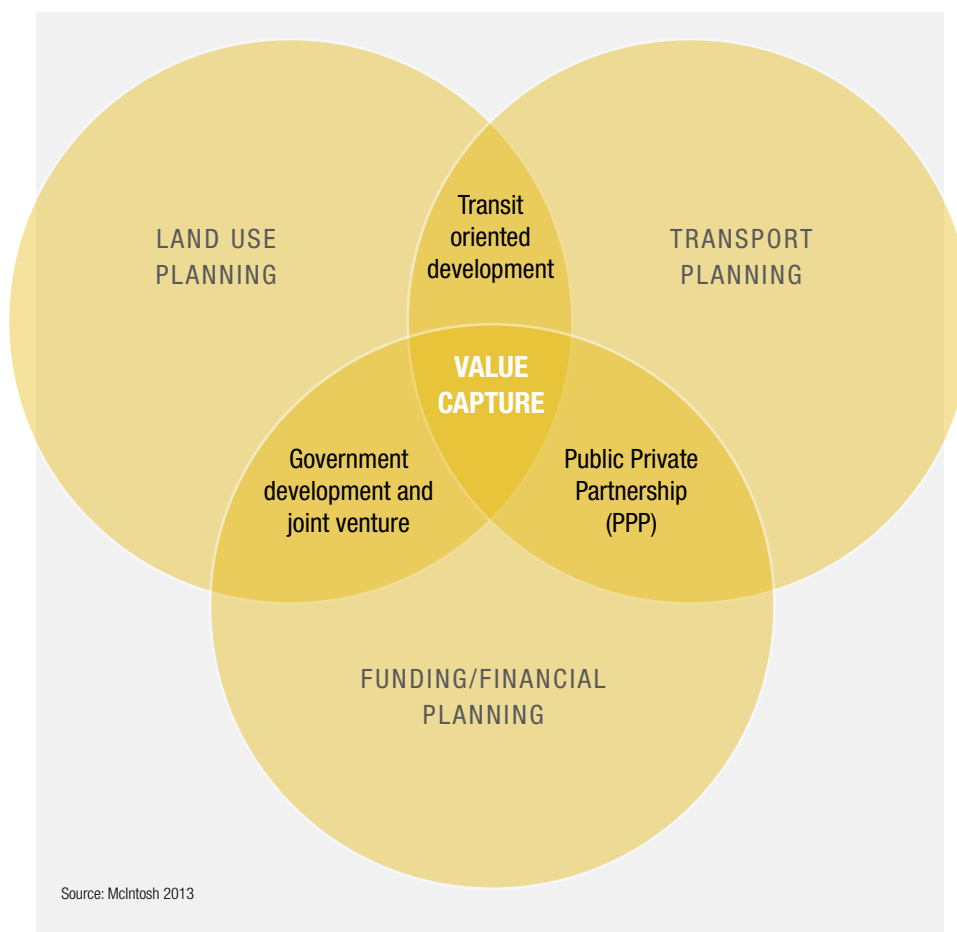 LAND USE
PLANNING
Transit
oriented
development
TRANSPORT
PLANNING
VALUE
CAPTURE
Government
development and
joint venture
Public Private
Partnership
(PPP)
FUNDING/FINANCIAL
PLANNING
Source: McIntosh 2013